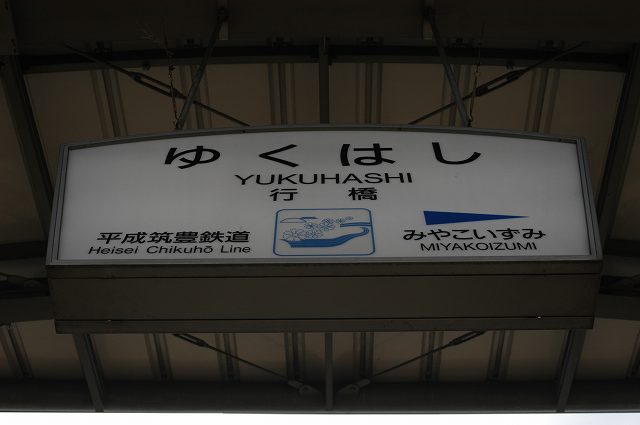 ゆくはし
YUKUHASHI
行橋
平成筑豊鉄道
Heisei Chikuhō Line
みやこいずみ
MIYAKOIZUMI